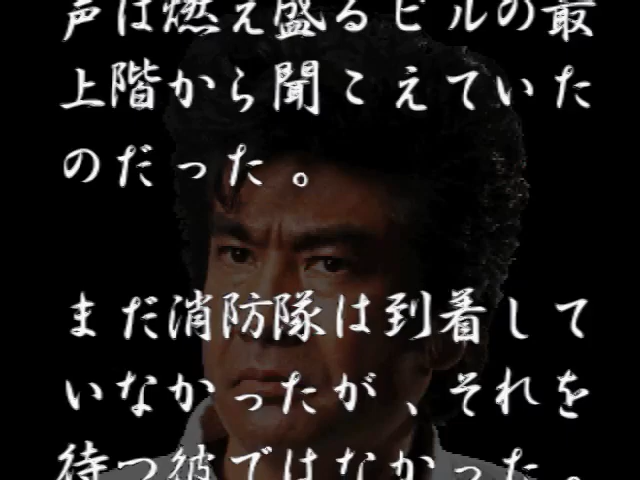 声は燃え盛るビルの最
上階から聞こえていた
のだった。
まだ消防隊は到着して
いなかったが、それを
待つ彼ではなかった。